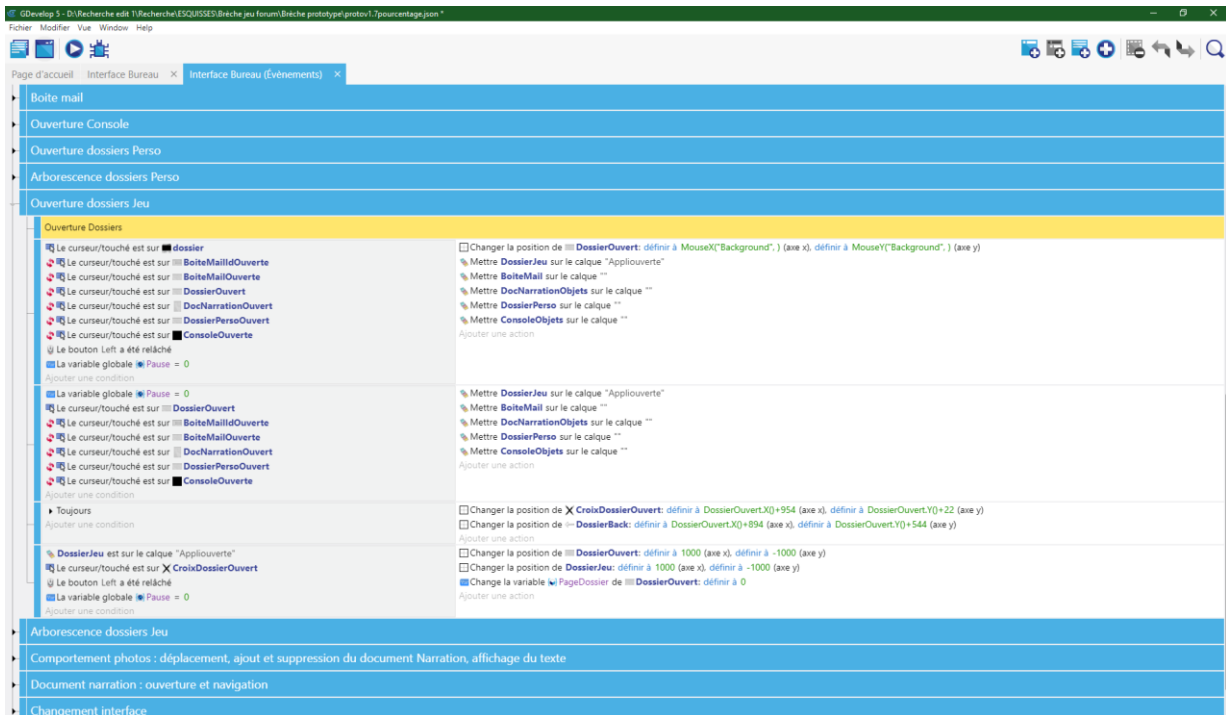 GDevelop 5 - D:\Recherche edit 1\Recherche\ESQUISSES\Brèche jeu forum\Brèche prototype\protov1.7pourcentage.json *
Fichier Modifier Vue Window Help
Page d'accueil Interface Bureau × Interface Bureau (Événements) ×
Boite mail
Ouverture Console
Ouverture dossiers Perso
Arborescence dossiers Perso
Ouverture dossiers Jeu
Ouverture Dossiers
Le curseur/touché est sur dossier
Le curseur/touché est sur BoiteMailIdOuverte
Le curseur/touché est sur BoiteMailOuverte
Le curseur/touché est sur DossierOuvert
Le curseur/touché est sur DocNarrationOuvert
Le curseur/touché est sur DossierPersoOuvert
Le curseur/touché est sur ConsoleOuverte
Le bouton Left a été relâché
La variable globale Pause = 0
Ajouter une condition
Changer la position de DossierOuvert: définir à MouseX("Background", ) (axe x), définir à MouseY("Background", ) (axe y)
Mettre DossierJeu sur le calque "Appliouverte"
Mettre BoiteMail sur le calque ""
Mettre DocNarrationObjets sur le calque ""
Mettre DossierPerso sur le calque ""
Mettre ConsoleObjets sur le calque ""
Ajouter une action
La variable globale Pause = 0
Le curseur/touché est sur DossierOuvert
Le curseur/touché est sur BoiteMailIdOuverte
Le curseur/touché est sur BoiteMailOuverte
Le curseur/touché est sur DocNarrationOuvert
Le curseur/touché est sur DossierPersoOuvert
Le curseur/touché est sur ConsoleOuverte
Ajouter une condition
Mettre DossierJeu sur le calque "Appliouverte"
Mettre BoiteMail sur le calque ""
Mettre DocNarrationObjets sur le calque ""
Mettre DossierPerso sur le calque ""
Mettre ConsoleObjets sur le calque ""
Ajouter une action
Toujours
Ajouter une condition
Changer la position de CroixDossierOuvert: définir à DossierOuvert.X()+954 (axe x), définir à DossierOuvert.Y()+22 (axe y)
Changer la position de DossierBack: définir à DossierOuvert.X()+894 (axe x), définir à DossierOuvert.Y()+544 (axe y)
Ajouter une action
DossierJeu est sur le calque "Appliouverte"
Le curseur/touché est sur CroixDossierOuvert
Le bouton Left a été relâché
La variable globale Pause = 0
Ajouter une condition
Changer la position de DossierOuvert: définir à 1000 (axe x), définir à -1000 (axe y)
Changer la position de DossierJeu: définir à 1000 (axe x), définir à -1000 (axe y)
Change la variable PageDossier de DossierOuvert: définir à 0
Ajouter une action
Arborescence dossiers Jeu
Comportement photos : déplacement, ajout et suppression du document Narration, affichage du texte
Document narration : ouverture et navigation
Changement interface